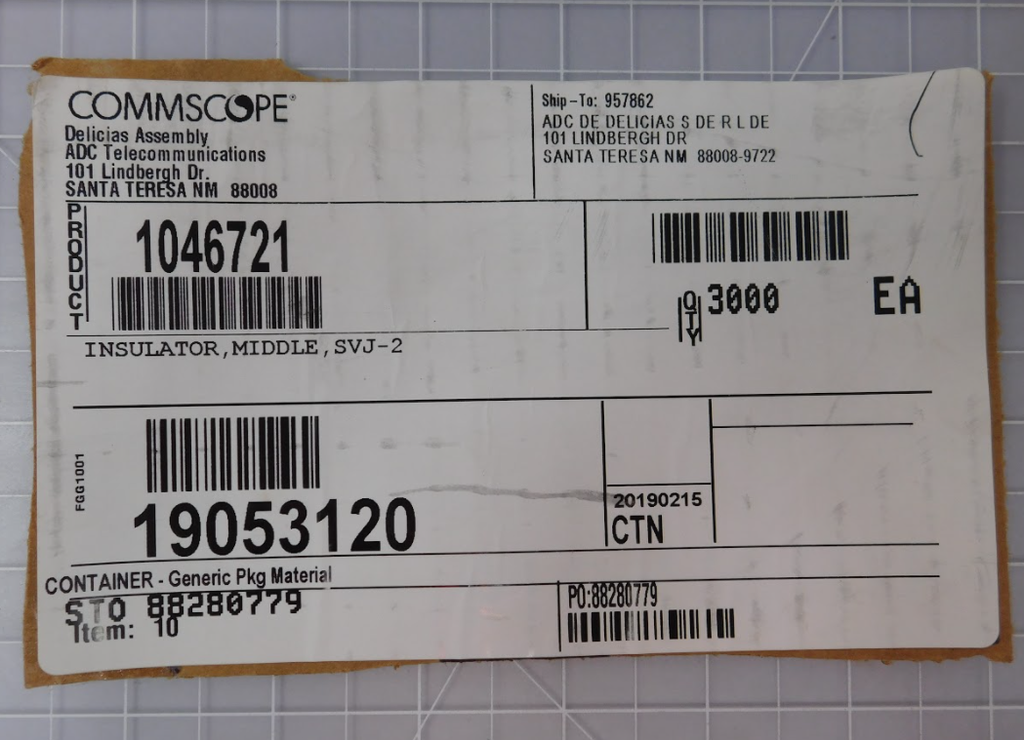 COMMSCOPE®
Delicias Assembly
ADC Telecommunications
101 Lindbergh Dr.
SANTA TERESA NM 88008
Ship-To: 957862
ADC DE DELICIAS S DE R L DE
101 LINDBERGH DR
SANTA TERESA NM 88008-9722
PRODUCT
1046721
QTY 3000 EA
INSULATOR,MIDDLE,SVJ-2
FGG1001
19053120
20190215
CTN
CONTAINER - Generic Pkg Material
STO 88280779
Item: 10
PO:88280779